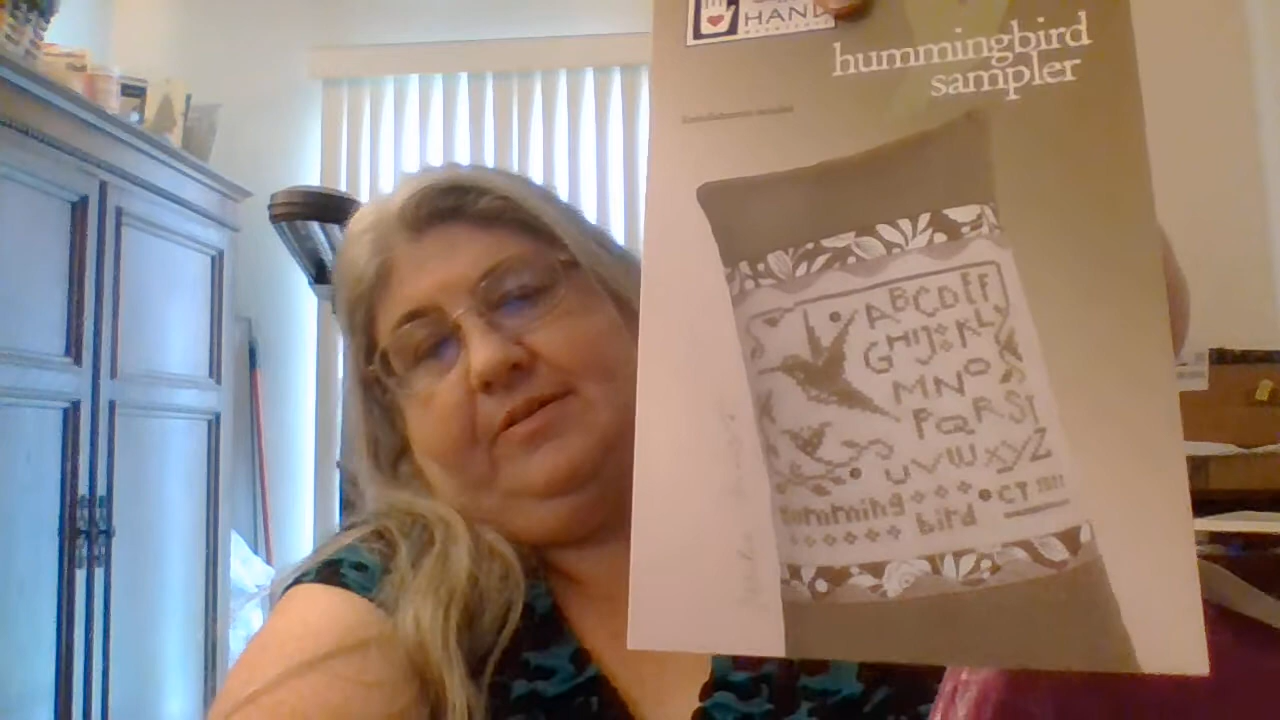 HAND
hummingbird
sampler
ABCDEF
GHIJKL
MNO
PQRST
UVWXYZ
humming
bird
CT